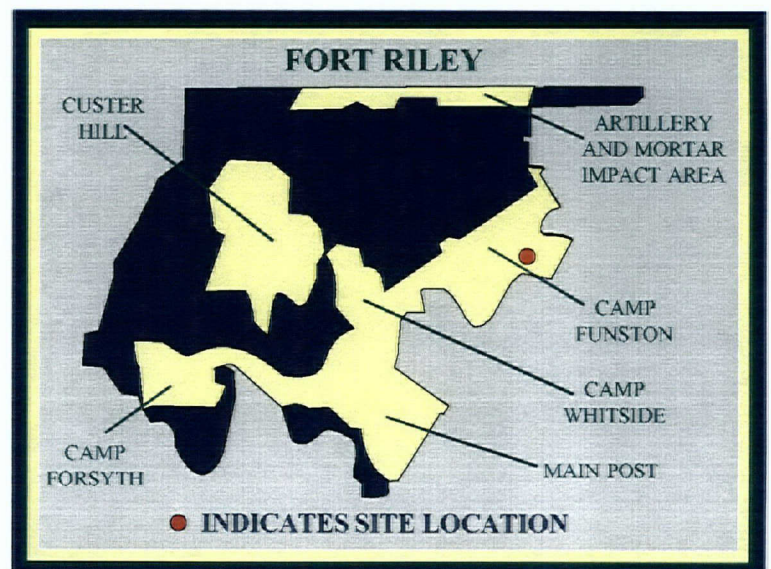 FORT RILEY
CUSTER
HILL
ARTILLERY
AND MORTAR
IMPACT AREA
CAMP
FUNSTON
CAMP
WHITSIDE
CAMP
FORSYTH
MAIN POST
INDICATES SITE LOCATION